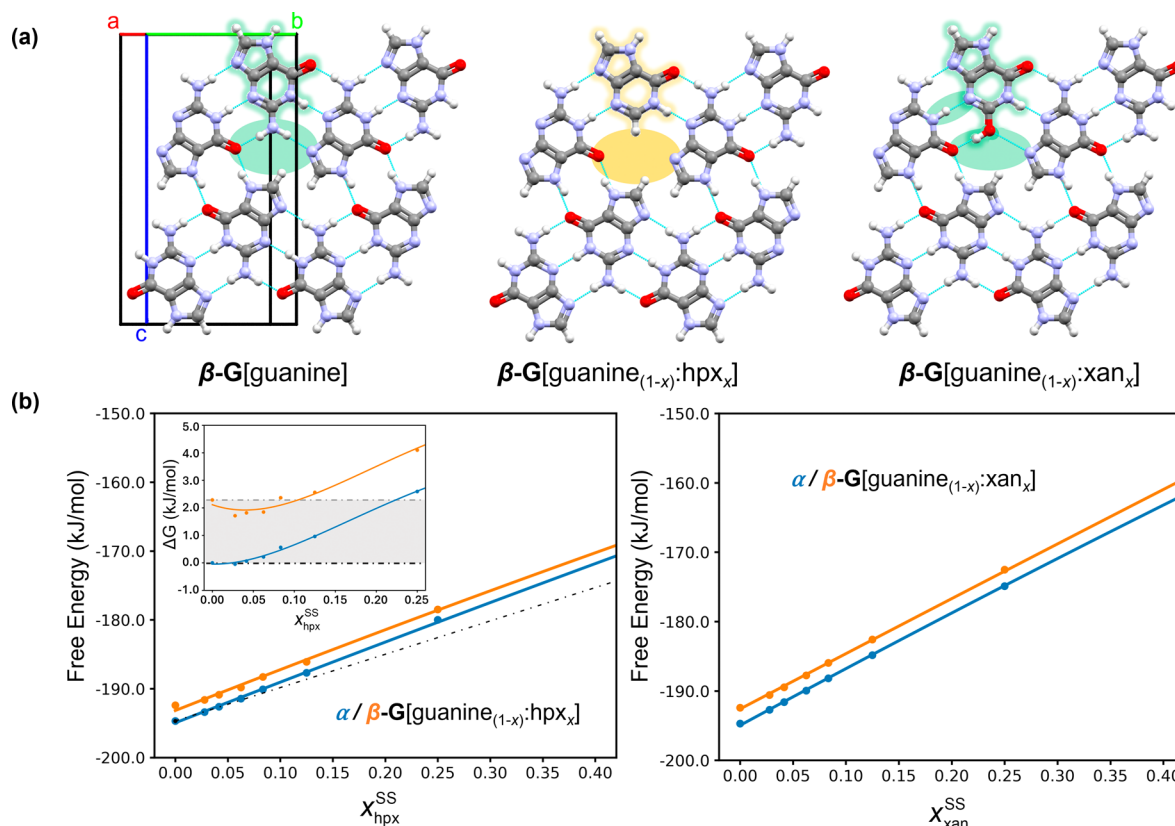 (a)
a
b
c
β-G[guanine]
β-G[guanine(1-x):hpxx]
β-G[guanine(1-x):xanx]
(b)
Free Energy (kJ/mol)
-150.0
-160.0
-170.0
-180.0
-190.0
-200.0
0.00 0.05 0.10 0.15 0.20 0.25 0.30 0.35 0.40
xSShpx
α / β-G[guanine(1-x):hpxx]
ΔG (kJ/mol)
5.0
4.0
3.0
2.0
1.0
0.0
-1.0
0.00 0.05 0.10 0.15 0.20 0.25
xSShpx
Free Energy (kJ/mol)
-150.0
-160.0
-170.0
-180.0
-190.0
-200.0
0.00 0.05 0.10 0.15 0.20 0.25 0.30 0.35 0.40
xSSxan
α / β-G[guanine(1-x):xanx]